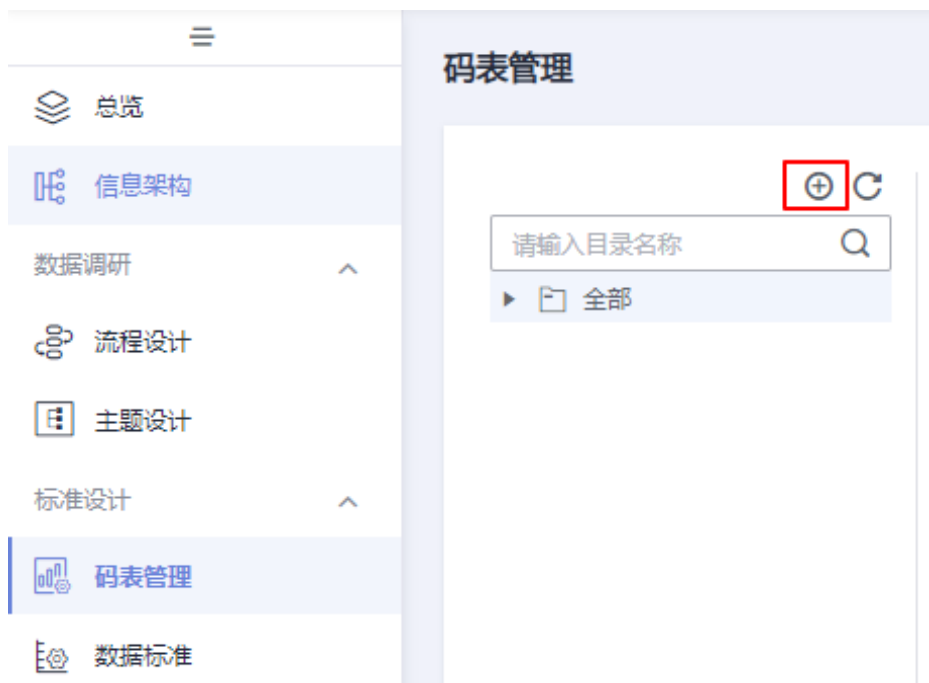 总览
信息架构
数据调研
流程设计
主题设计
标准设计
码表管理
数据标准
码表管理
请输入目录名称
全部